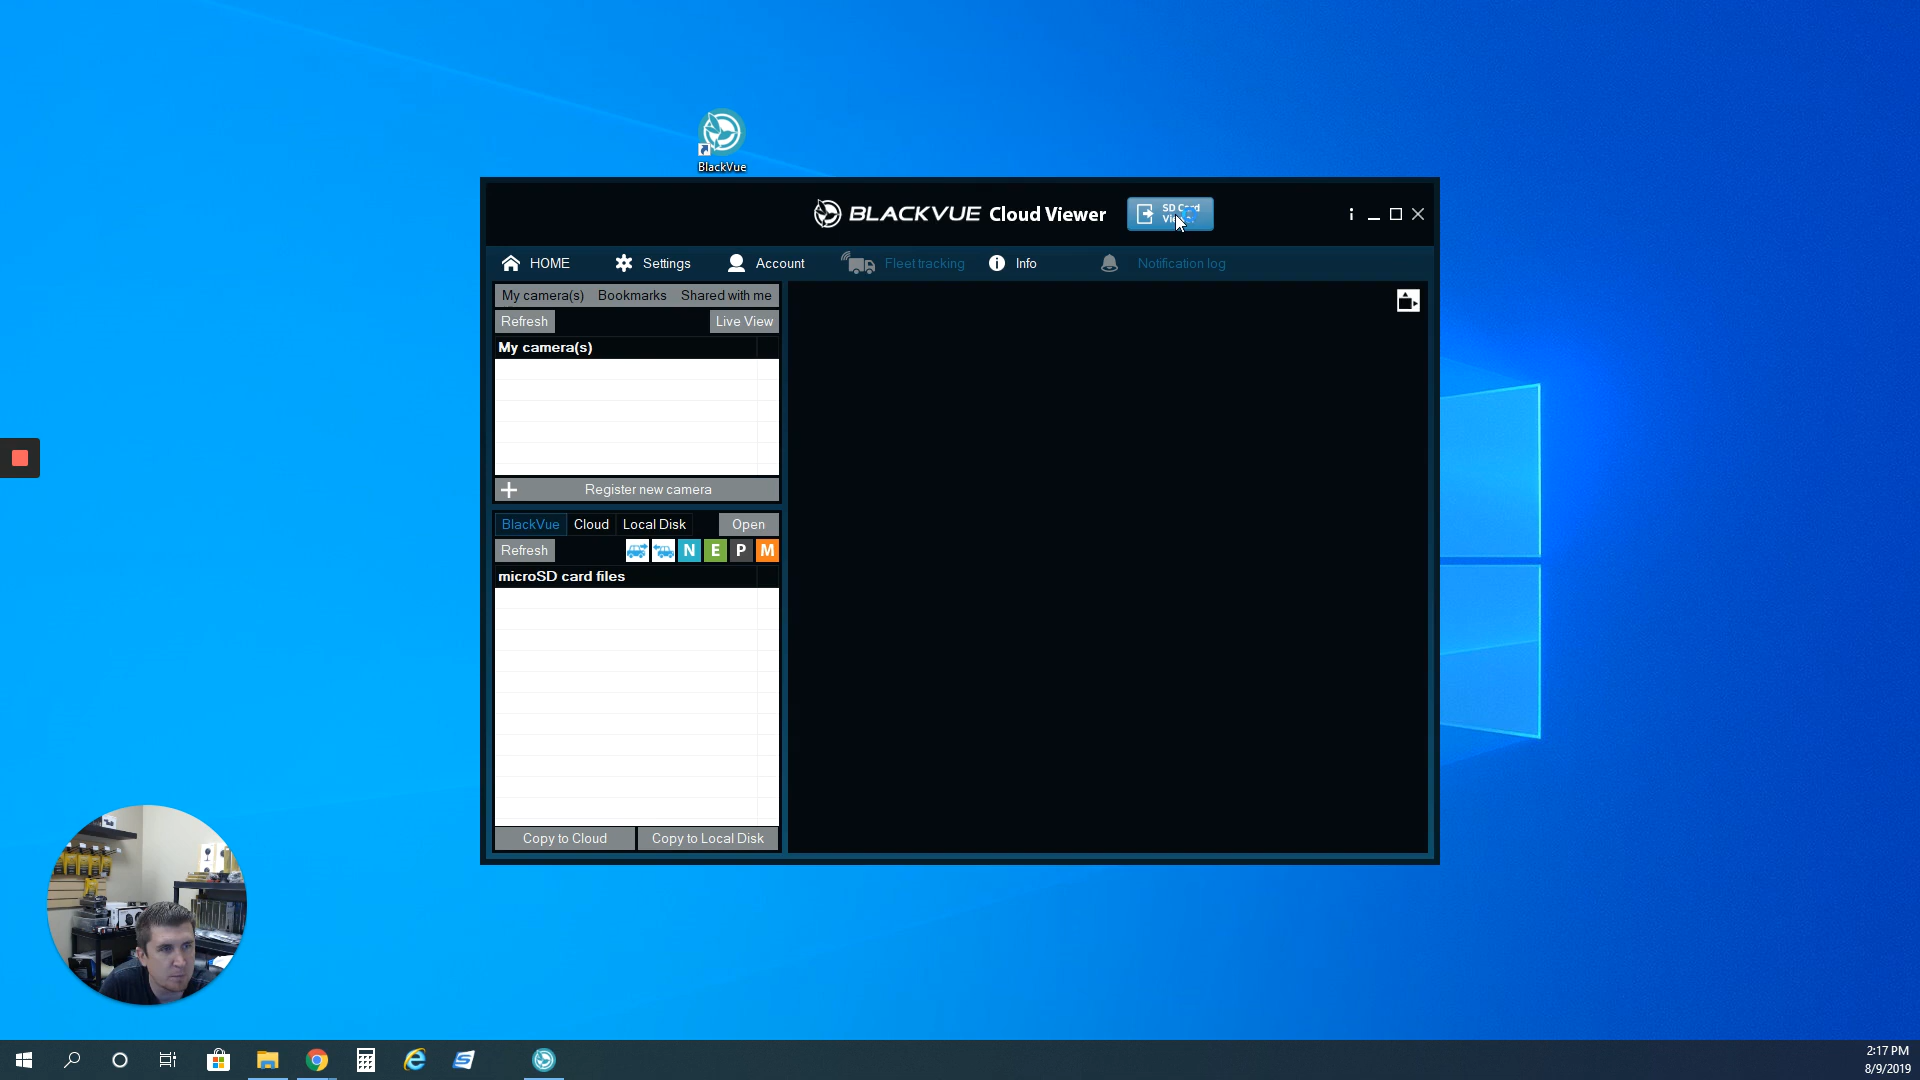 BlackVue
BLACKVUE Cloud Viewer
SD Card
i
HOME Settings Account Fleet tracking Info Notification log
My camera(s) Bookmarks Shared with me
Refresh Live View
My camera(s)
Register new camera
BlackVue Cloud Local Disk Open
Refresh N E P M
microSD card files
Copy to Cloud Copy to Local Disk
2:17 PM
8/9/2019